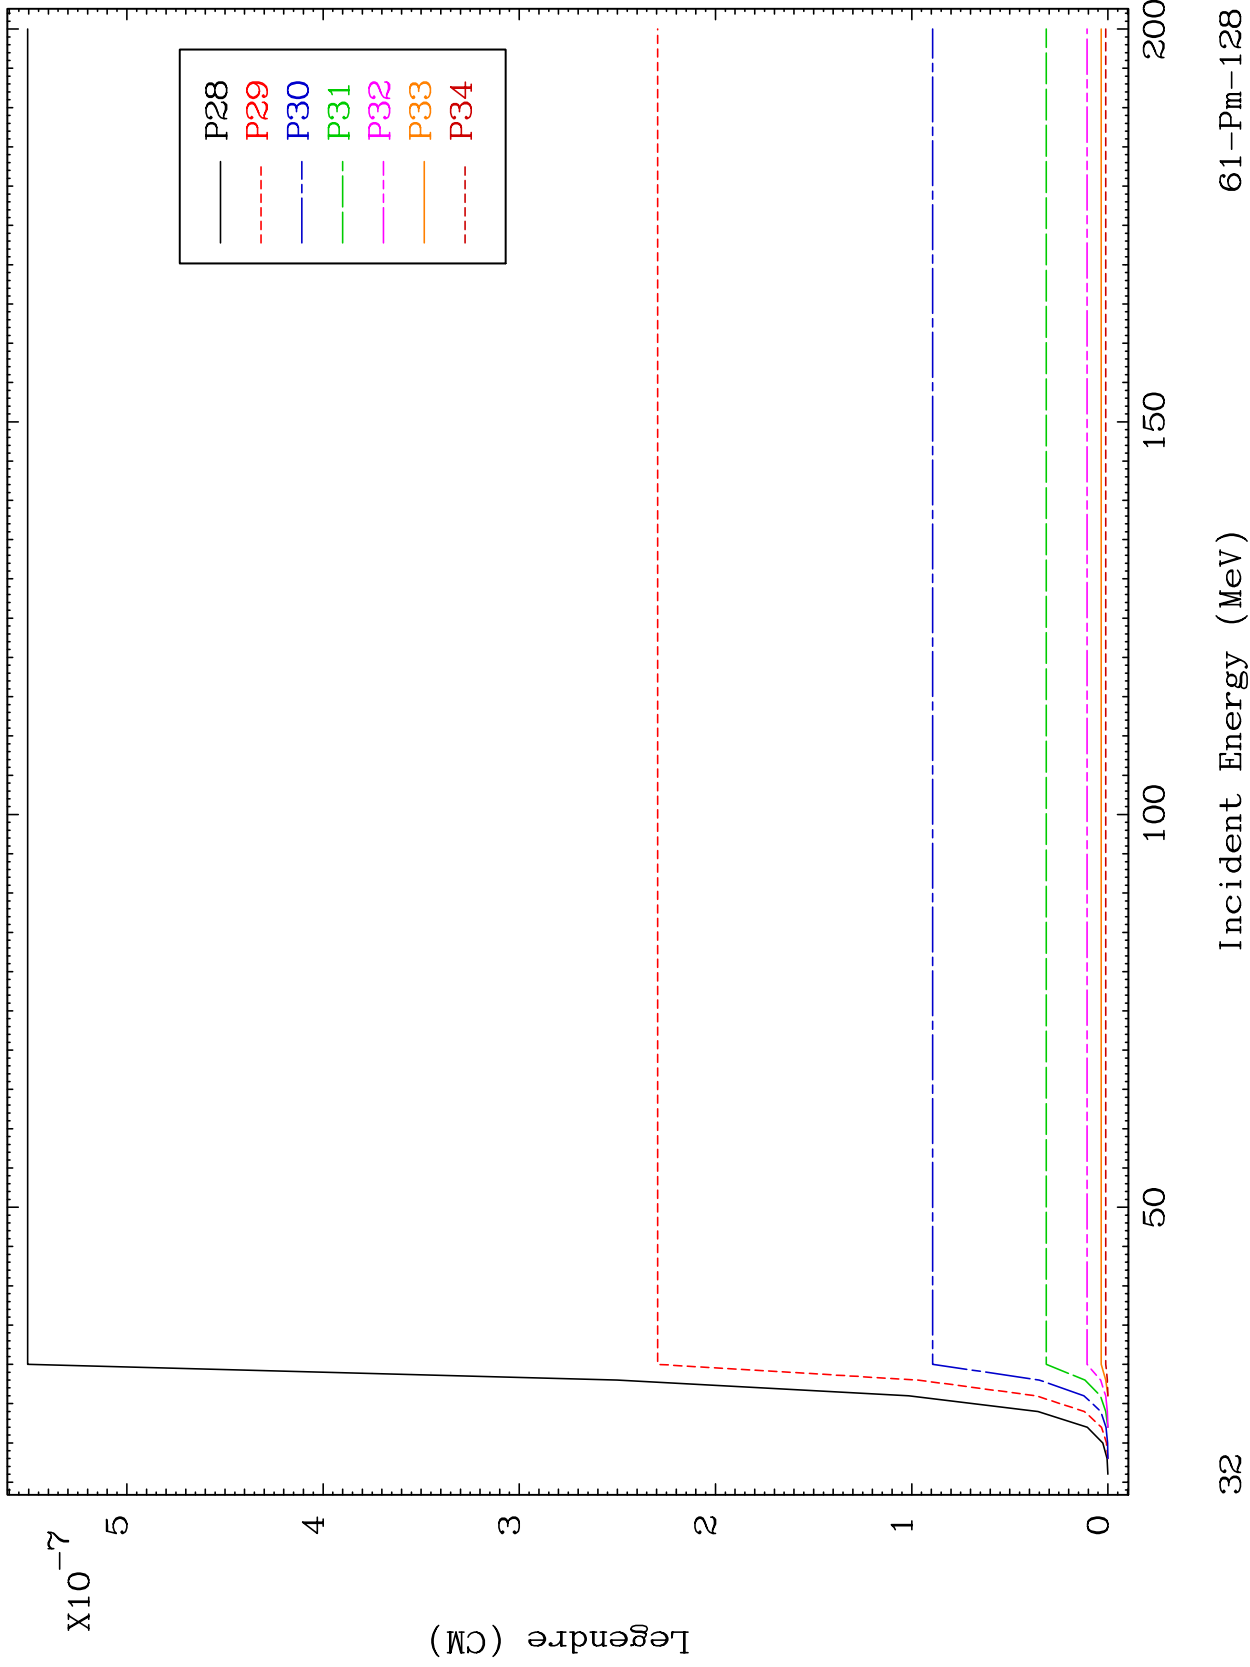 X10-7
Legendre (CM)
5
4
3
2
1
0
P28
P29
P30
P31
P32
P33
P34
50
100
150
200
Incident Energy (MeV)
32
61-Pm-128